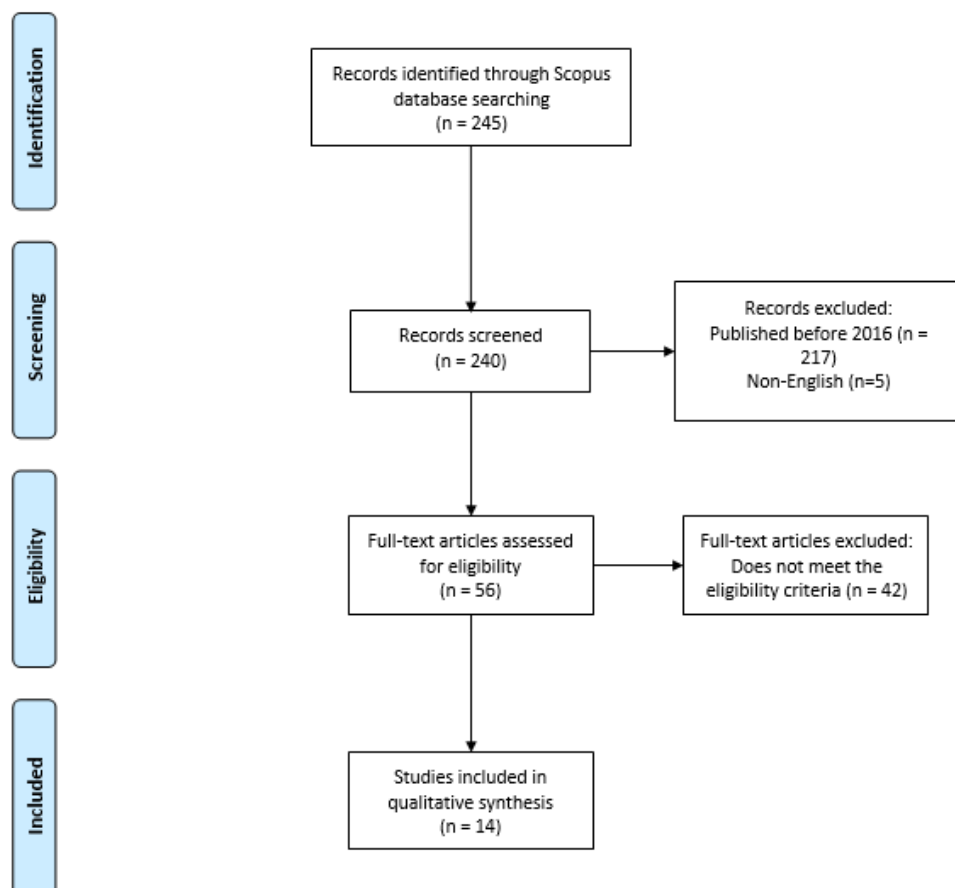 Identification
Records identified through Scopus
database searching
(n = 245)
Screening
Records screened
(n = 240)
Records excluded:
Published before 2016 (n =
217)
Non-English (n=5)
Eligibility
Full-text articles assessed
for eligibility
(n = 56)
Full-text articles excluded:
Does not meet the
eligibility criteria (n = 42)
Included
Studies included in
qualitative synthesis
(n = 14)